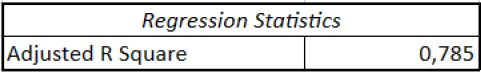 Regression Statistics
Adjusted R Square 0,785